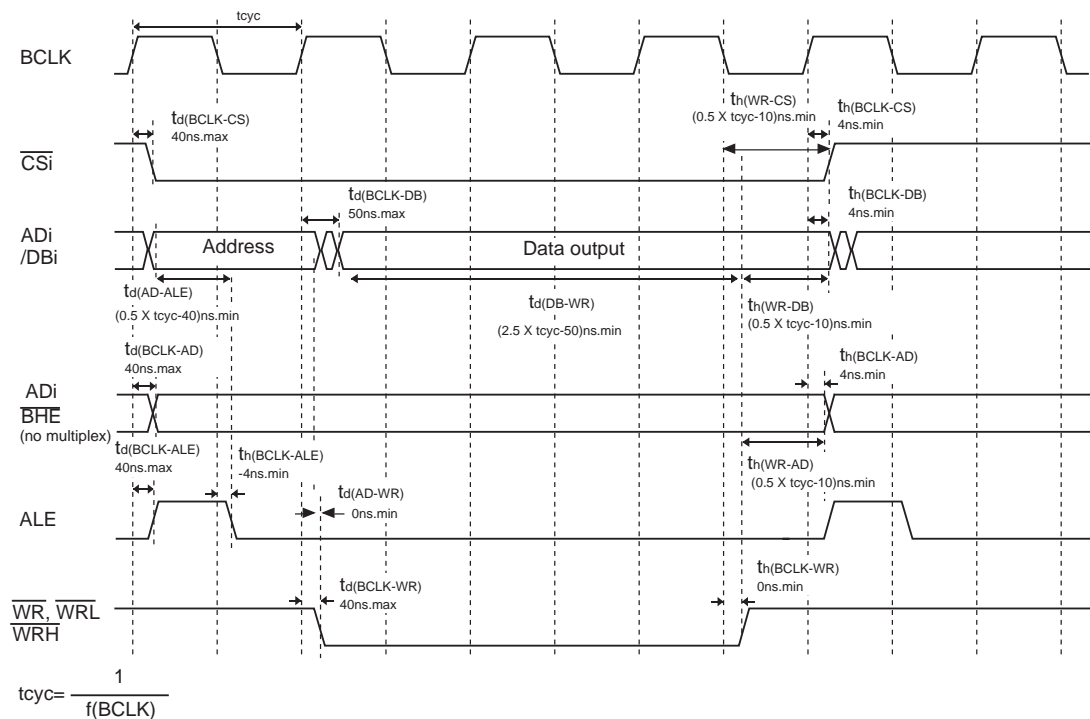 tcyc
BCLK
td(BCLK-CS)
40ns.max
th(WR-CS)
(0.5 X tcyc-10)ns.min
th(BCLK-CS)
4ns.min
CSi
td(BCLK-DB)
50ns.max
th(BCLK-DB)
4ns.min
ADi
/DBi
Address
Data output
td(AD-ALE)
(0.5 X tcyc-40)ns.min
td(DB-WR)
(2.5 X tcyc-50)ns.min
th(WR-DB)
(0.5 X tcyc-10)ns.min
td(BCLK-AD)
40ns.max
th(BCLK-AD)
4ns.min
ADi
BHE
(no multiplex)
td(BCLK-ALE)
40ns.max
th(BCLK-ALE)
-4ns.min
th(WR-AD)
(0.5 X tcyc-10)ns.min
td(AD-WR)
0ns.min
ALE
td(BCLK-WR)
40ns.max
th(BCLK-WR)
0ns.min
WR, WRL
WRH
tcyc= 1
f(BCLK)